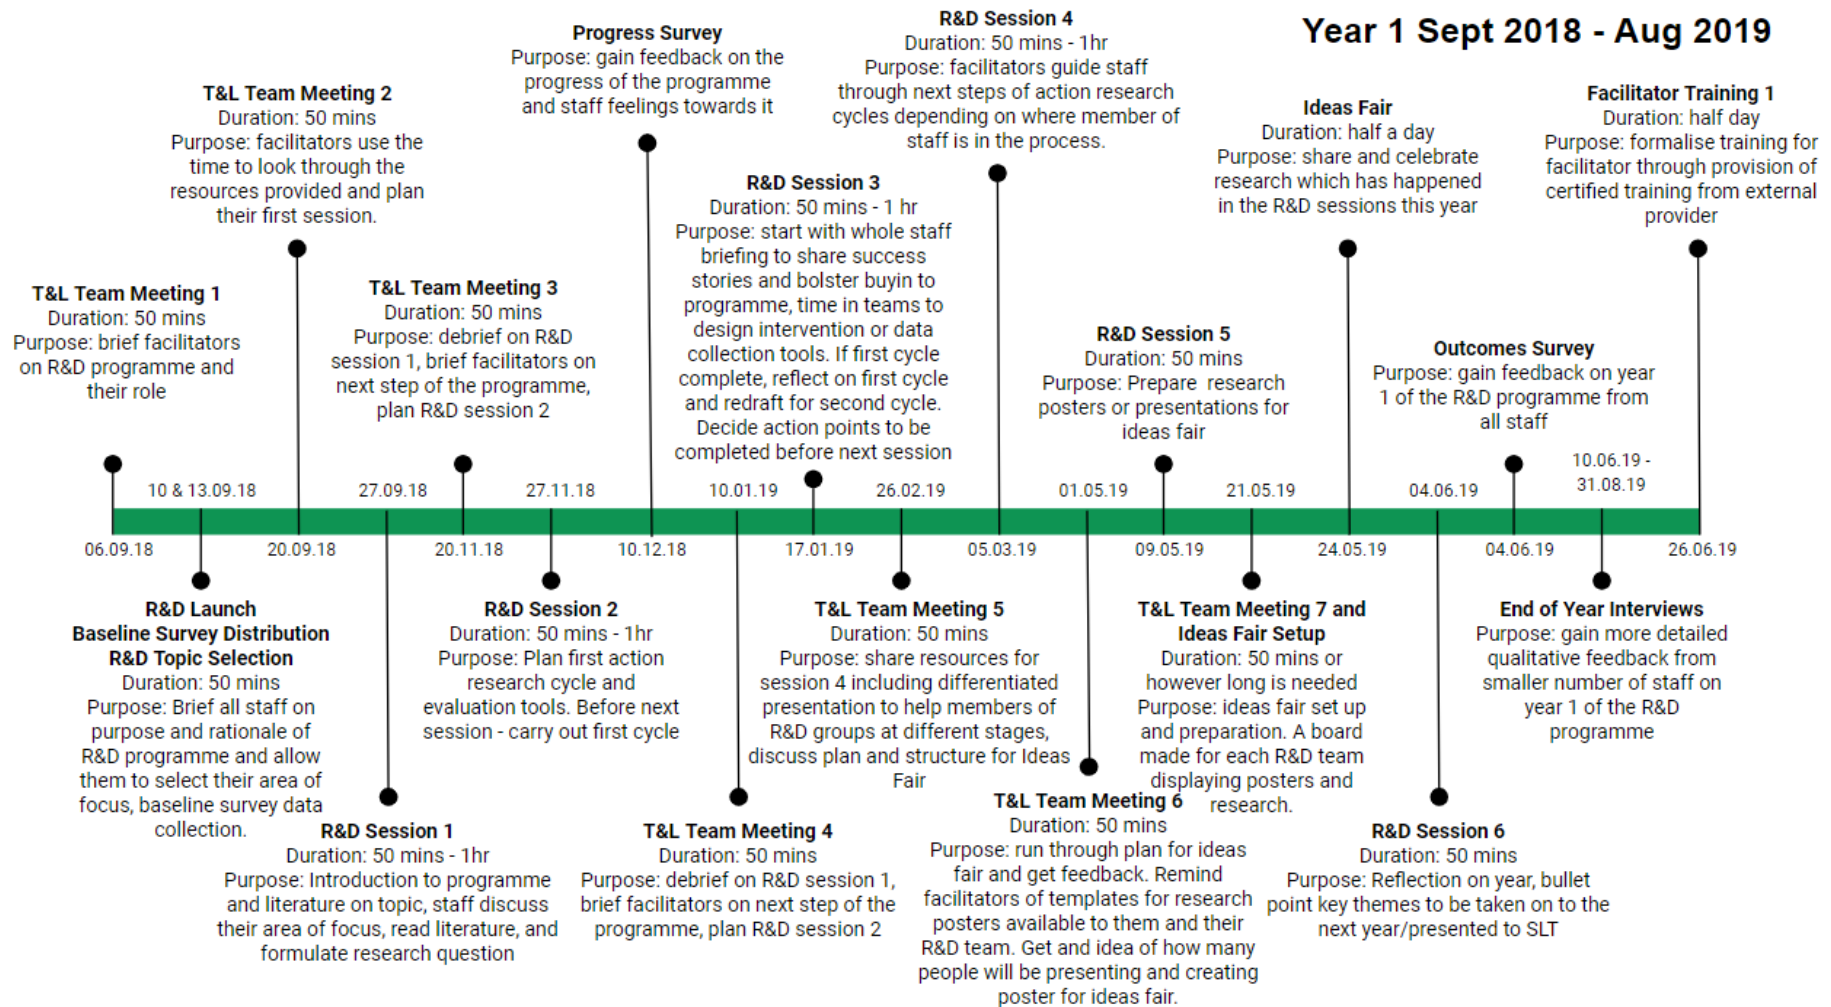 Year 1 Sept 2018 - Aug 2019
T&L Team Meeting 1
Duration: 50 mins
Purpose: brief facilitators
on R&D programme and
their role
T&L Team Meeting 2
Duration: 50 mins
Purpose: facilitators use the
time to look through the
resources provided and plan
their first session.
T&L Team Meeting 3
Duration: 50 mins
Purpose: debrief on R&D
session 1, brief facilitators on
next step of the programme,
plan R&D session 2
Progress Survey
Purpose: gain feedback on the
progress of the programme
and staff feelings towards it
R&D Session 3
Duration: 50 mins - 1 hr
Purpose: start with whole staff
briefing to share success
stories and bolster buyin to
programme, time in teams to
design intervention or data
collection tools. If first cycle
complete, reflect on first cycle
and redraft for second cycle.
Decide action points to be
completed before next session
R&D Session 4
Duration: 50 mins - 1hr
Purpose: facilitators guide staff
through next steps of action research
cycles depending on where member of
staff is in the process.
R&D Session 5
Duration: 50 mins
Purpose: Prepare research
posters or presentations for
ideas fair
Ideas Fair
Duration: half a day
Purpose: share and celebrate
research which has happened
in the R&D sessions this year
Outcomes Survey
Purpose: gain feedback on year
1 of the R&D programme from
all staff
Facilitator Training 1
Duration: half day
Purpose: formalise training for
facilitator through provision of
certified training from external
provider
10 & 13.09.18
27.09.18
27.11.18
10.01.19
26.02.19
01.05.19
21.05.19
04.06.19
10.06.19 -
31.08.19
06.09.18
20.09.18
20.11.18
10.12.18
17.01.19
05.03.19
09.05.19
24.05.19
04.06.19
26.06.19
R&D Launch
Baseline Survey Distribution
R&D Topic Selection
Duration: 50 mins
Purpose: Brief all staff on
purpose and rationale of
R&D programme and allow
them to select their area of
focus, baseline survey data
collection.
R&D Session 1
Duration: 50 mins - 1hr
Purpose: Introduction to programme
and literature on topic, staff discuss
their area of focus, read literature, and
formulate research question
R&D Session 2
Duration: 50 mins - 1hr
Purpose: Plan first action
research cycle and
evaluation tools. Before next
session - carry out first cycle
T&L Team Meeting 4
Duration: 50 mins
Purpose: debrief on R&D session 1,
brief facilitators on next step of the
programme, plan R&D session 2
T&L Team Meeting 5
Duration: 50 mins
Purpose: share resources for
session 4 including differentiated
presentation to help members of
R&D groups at different stages,
discuss plan and structure for Ideas
Fair
T&L Team Meeting 6
Duration: 50 mins
Purpose: run through plan for ideas
fair and get feedback. Remind
facilitators of templates for research
posters available to them and their
R&D team. Get and idea of how many
people will be presenting and creating
poster for ideas fair.
T&L Team Meeting 7 and
Ideas Fair Setup
Duration: 50 mins or
however long is needed
Purpose: ideas fair set up
and preparation. A board
made for each R&D team
displaying posters and
research.
R&D Session 6
Duration: 50 mins
Purpose: Reflection on year, bullet
point key themes to be taken on to the
next year/presented to SLT
End of Year Interviews
Purpose: gain more detailed
qualitative feedback from
smaller number of staff on
year 1 of the R&D
programme